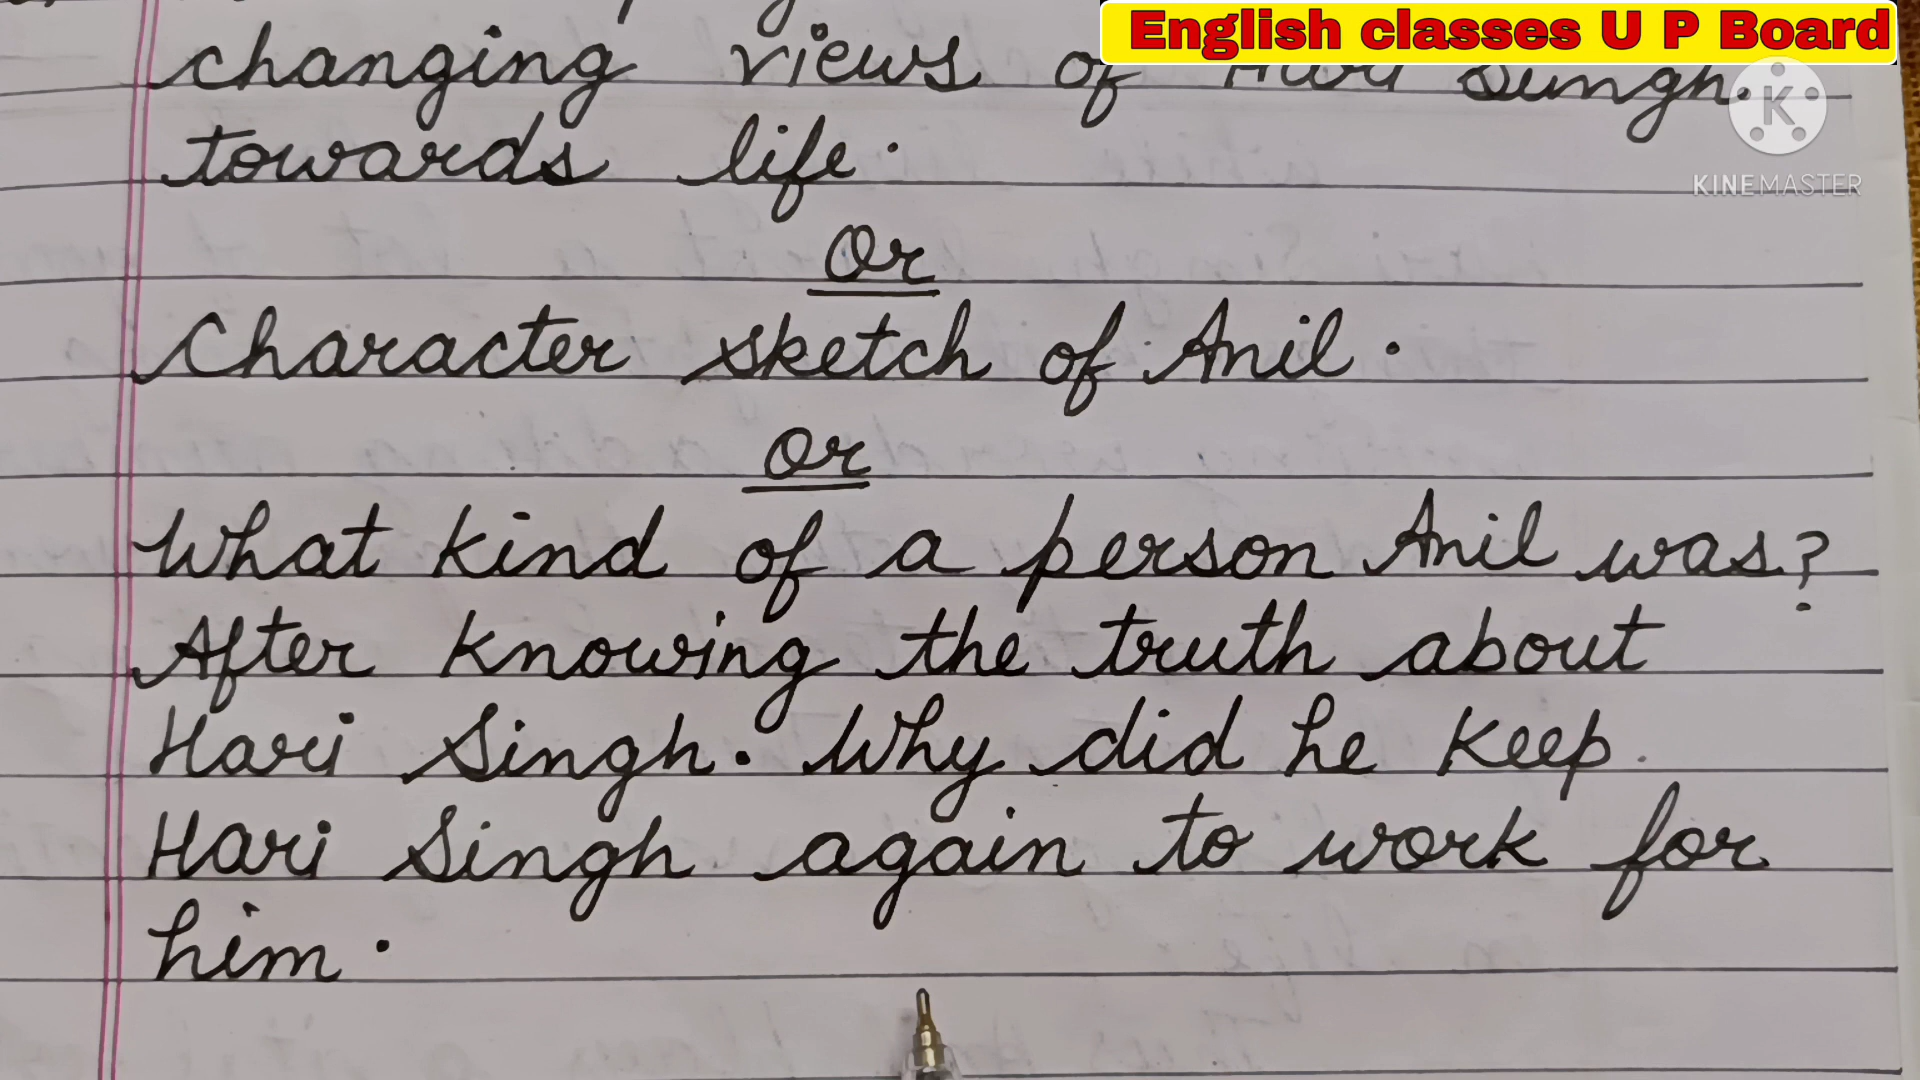 English classes U P Board
changing views of Hari Singh.
towards life.
Or
Character sketch of Anil.
Or
What kind of a person Anil was?
After knowing the truth about
Hari Singh. Why did he keep
Hari Singh again to work for
him.
K
KINEMASTER